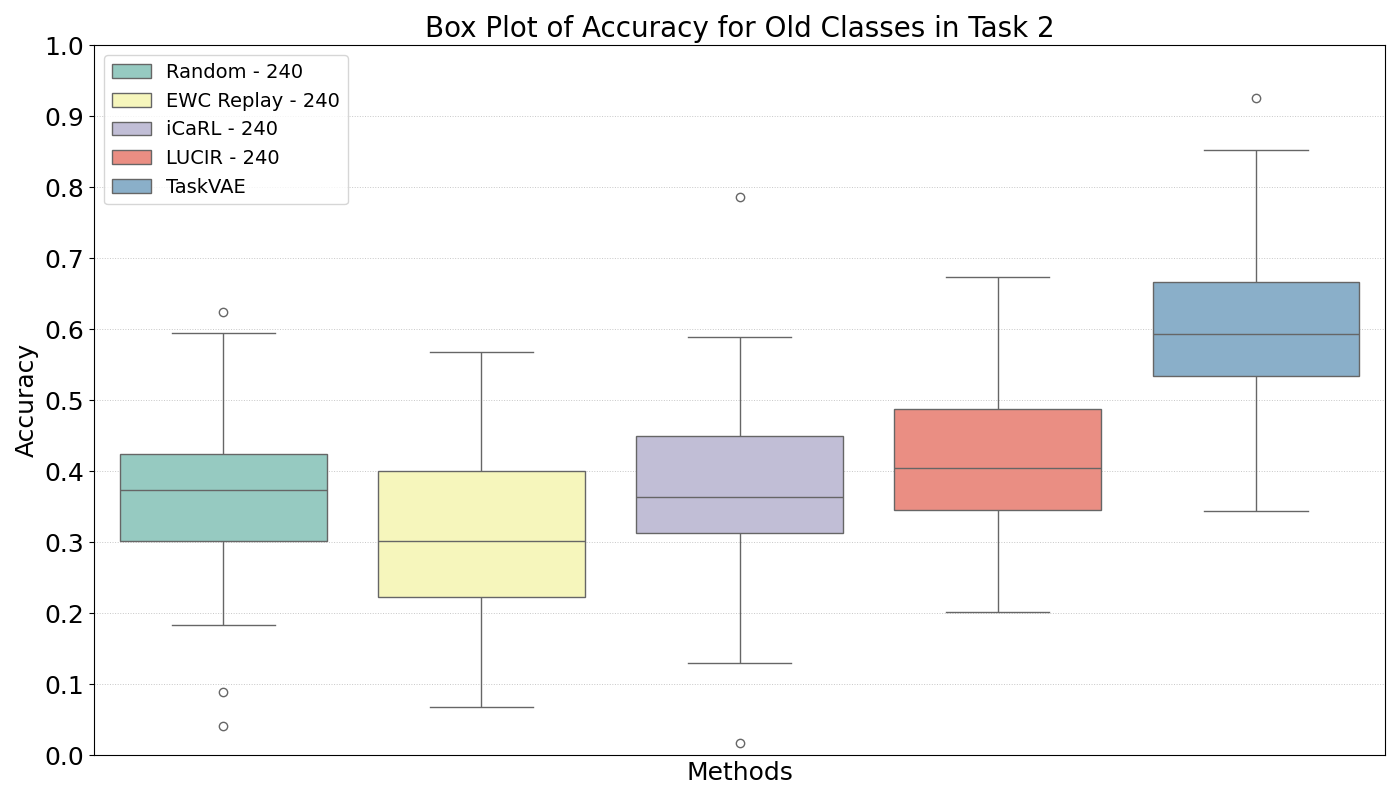 Box Plot of Accuracy for Old Classes in Task 2
1.0
0.9
0.8
0.7
0.6
0.5
0.4
0.3
0.2
0.1
0.0
Accuracy
Random - 240
EWC Replay - 240
iCaRL - 240
LUCIR - 240
TaskVAE
Methods